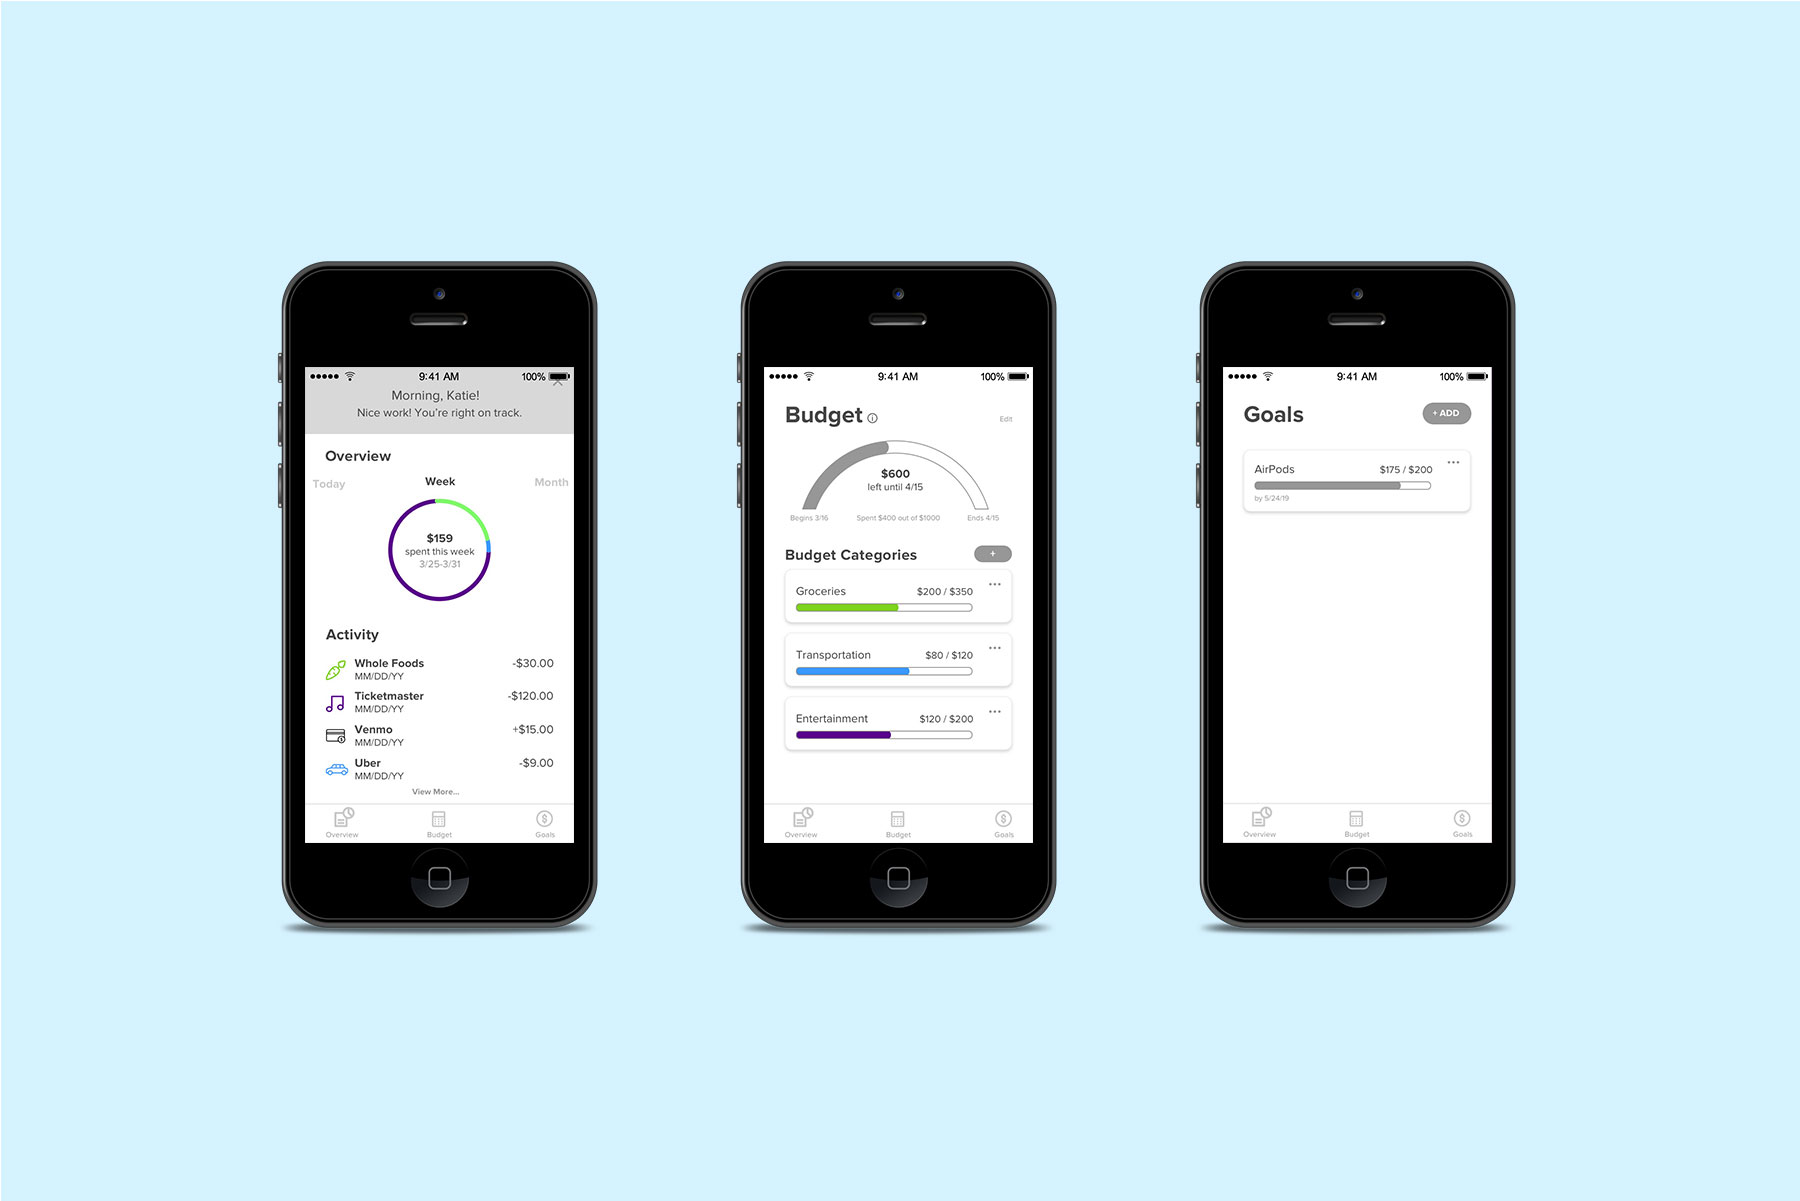 9:41 AM 100%
Morning, Katie!
Nice work! You're right on track.
Overview
Today Week Month
$159
spent this week
3/25-3/31
Activity
Whole Foods -$30.00
MM/DD/YY
Ticketmaster -$120.00
MM/DD/YY
Venmo +$15.00
MM/DD/YY
Uber -$9.00
MM/DD/YY
View More...
Overview Budget Goals
9:41 AM 100%
Budget Edit
$600
left until 4/15
Begins 3/16 Spent $400 out of $1000 Ends 4/15
Budget Categories +
Groceries $200 / $350
Transportation $80 / $120
Entertainment $120 / $200
Overview Budget Goals
9:41 AM 100%
Goals + ADD
AirPods $175 / $200
by 5/24/19
Overview Budget Goals